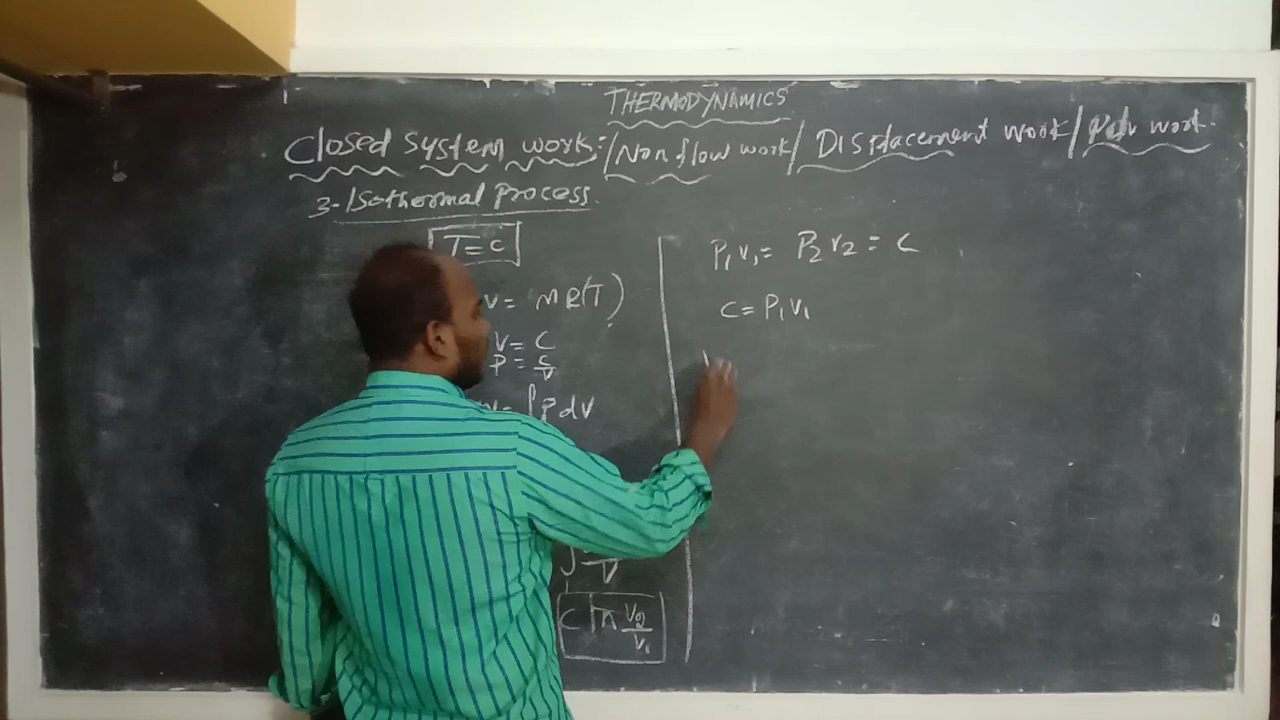 THERMODYNAMICS
Closed system work:/Non flow work/Displacement work/Pdv work.
3-Isothermal Process.
T=C
V= MR(T)
V= C
P= C/V
W= ∫PdV
∫ /V
C ln V2/V1
P1V1= P2V2= C
C=P1V1